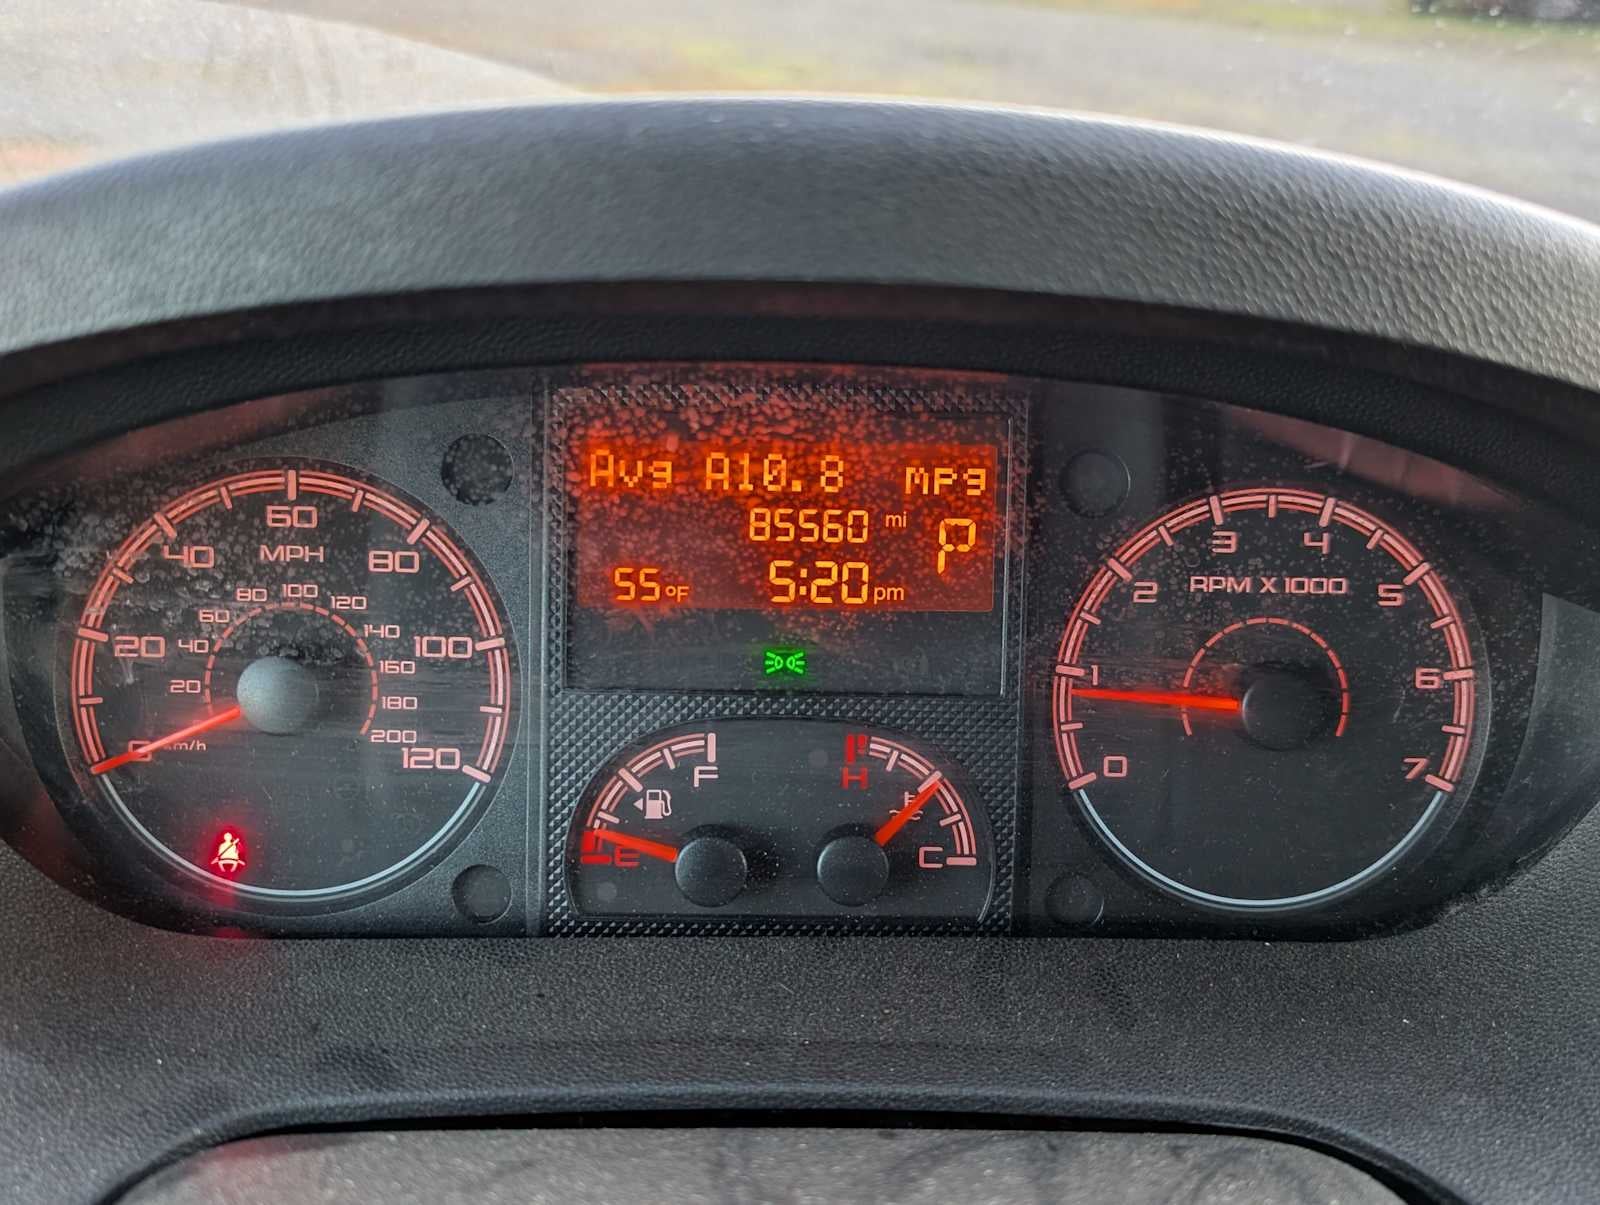 Avg A10.8 mpg
85560 mi
P
55°F 5:20 pm
MPH
0 20 40 60 80 100 120
km/h
20 40 60 80 100 120 140 160 180 200
F
E
H
C
RPM X 1000
0 1 2 3 4 5 6 7